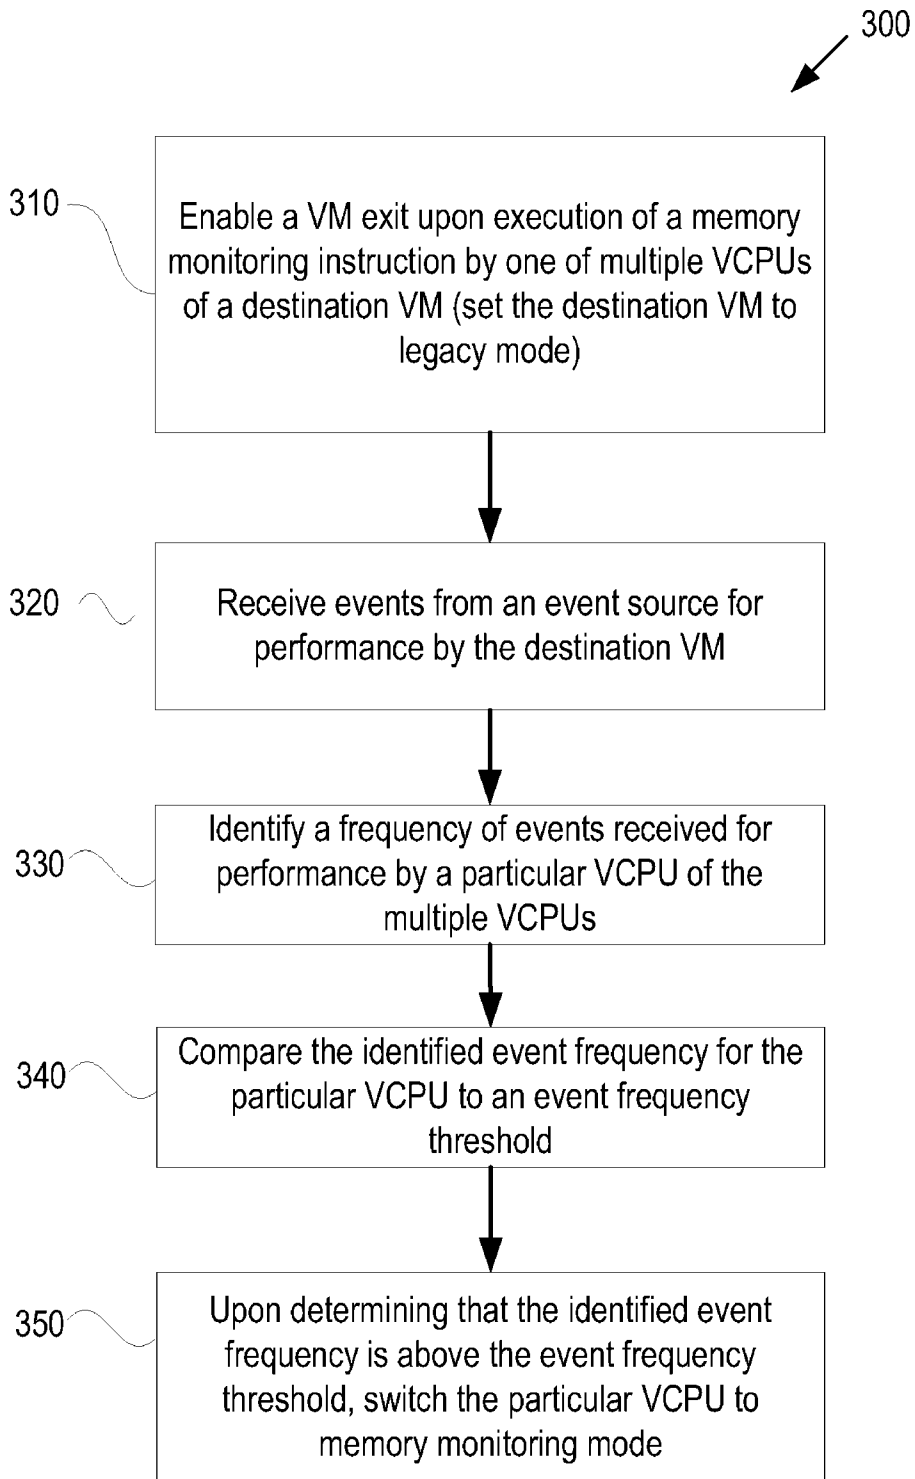 300
310
Enable a VM exit upon execution of a memory
monitoring instruction by one of multiple VCPUs
of a destination VM (set the destination VM to
legacy mode)
320
Receive events from an event source for
performance by the destination VM
330
Identify a frequency of events received for
performance by a particular VCPU of the
multiple VCPUs
340
Compare the identified event frequency for the
particular VCPU to an event frequency
threshold
350
Upon determining that the identified event
frequency is above the event frequency
threshold, switch the particular VCPU to
memory monitoring mode